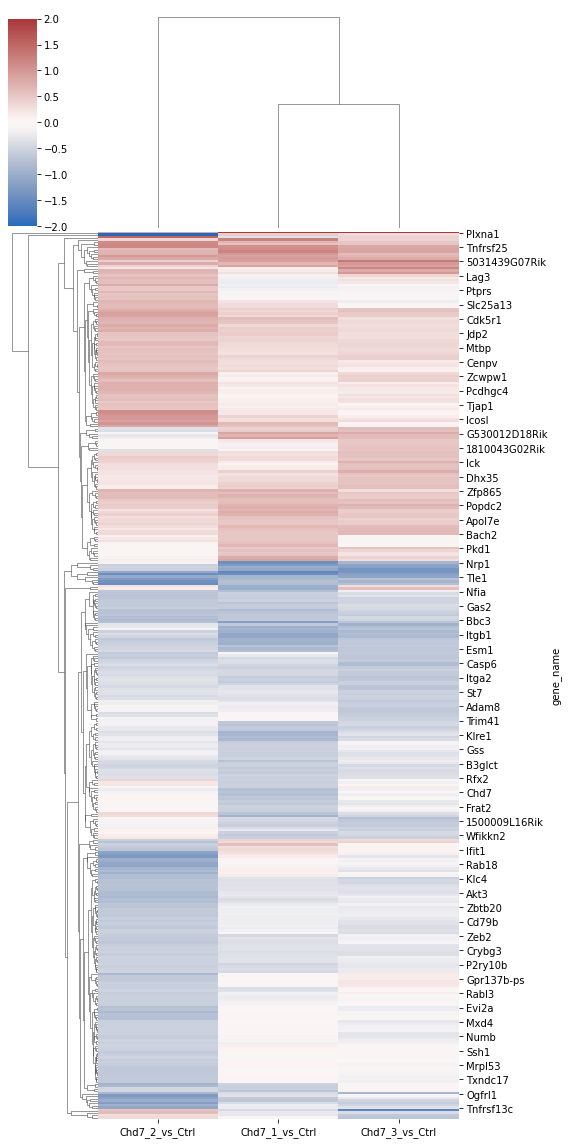 2.0
1.5
1.0
0.5
0.0
−0.5
−1.0
−1.5
−2.0
Plxna1
Tnfrsf25
5031439G07Rik
Lag3
Ptprs
Slc25a13
Cdk5r1
Jdp2
Mtbp
Cenpv
Zcwpw1
Pcdhgc4
Tjap1
Icosl
G530012D18Rik
1810043G02Rik
Ick
Dhx35
Zfp865
Popdc2
Apol7e
Bach2
Pkd1
Nrp1
Tle1
Nfia
Gas2
Bbc3
Itgb1
Esm1
Casp6
Itga2
St7
Adam8
Trim41
Klre1
Gss
B3glct
Rfx2
Chd7
Frat2
1500009L16Rik
Wfikkn2
Ifit1
Rab18
Klc4
Akt3
Zbtb20
Cd79b
Zeb2
Crybg3
P2ry10b
Gpr137b-ps
Rabl3
Evi2a
Mxd4
Numb
Ssh1
Mrpl53
Txndc17
Ogfrl1
Tnfrsf13c
gene_name
Chd7_2_vs_Ctrl
Chd7_1_vs_Ctrl
Chd7_3_vs_Ctrl